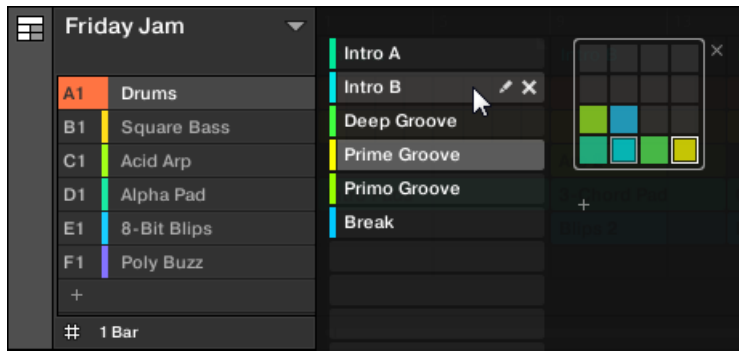 Friday Jam
A1 Drums
B1 Square Bass
C1 Acid Arp
D1 Alpha Pad
E1 8-Bit Blips
F1 Poly Buzz
+
1 Bar
Intro A
Intro B
Deep Groove
Prime Groove
Primo Groove
Break
+